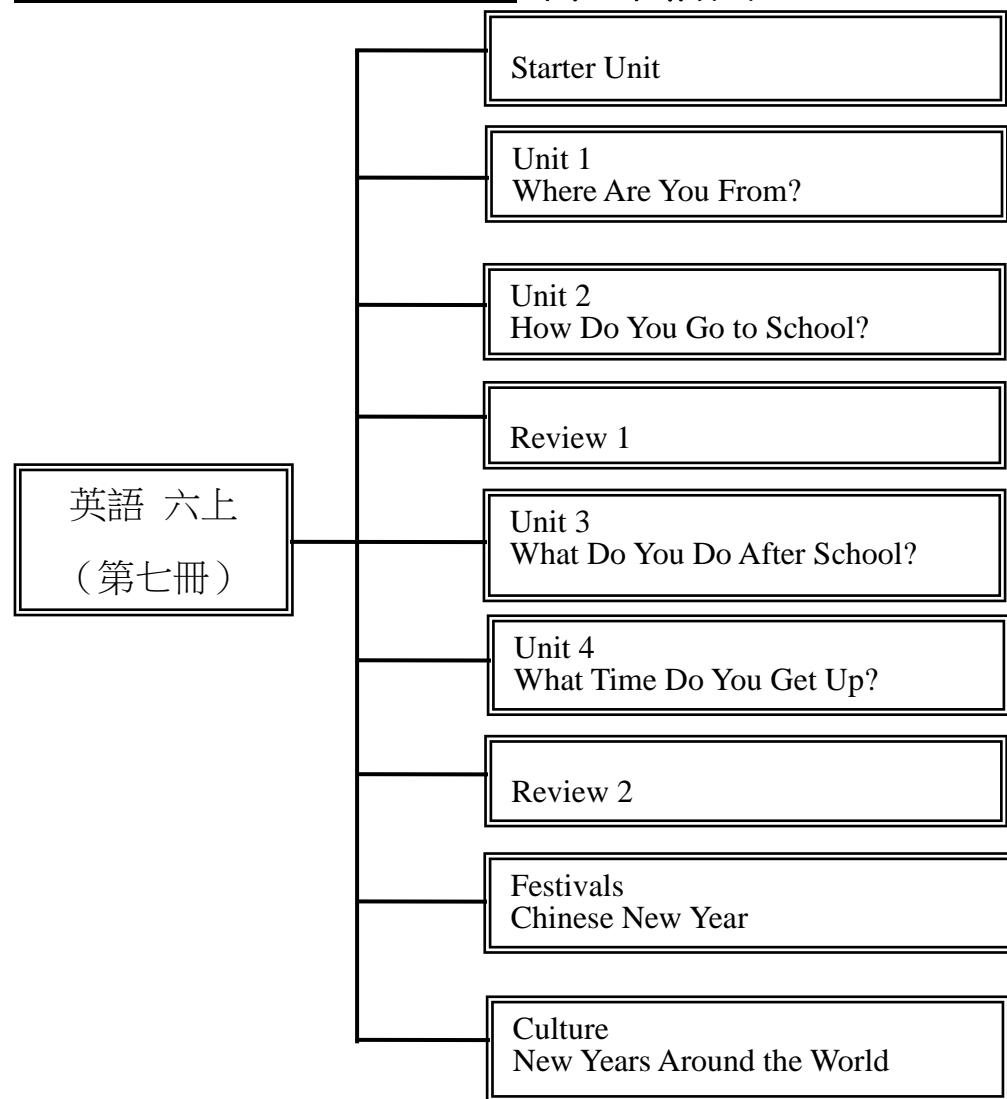 Starter Unit
Unit 1
Where Are You From?
Unit 2
How Do You Go to School?
Review 1
英語 六上
（第七冊）
Unit 3
What Do You Do After School?
Unit 4
What Time Do You Get Up?
Review 2
Festivals
Chinese New Year
Culture
New Years Around the World